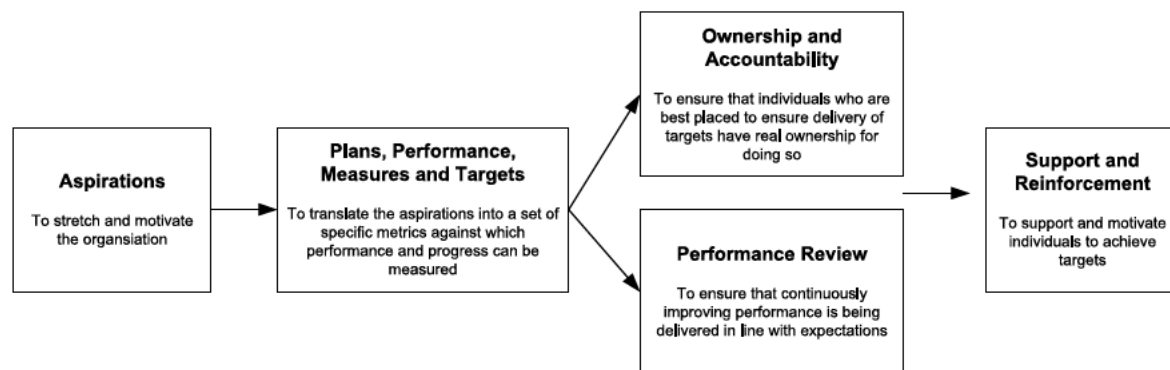 Aspirations
To stretch and motivate
the organsiation
Plans, Performance,
Measures and Targets
To translate the aspirations into a set of
specific metrics against which
performance and progress can be
measured
Ownership and
Accountability
To ensure that individuals who are
best placed to ensure delivery of
targets have real ownership for
doing so
Performance Review
To ensure that continuously
improving performance is being
delivered in line with expectations
Support and
Reinforcement
To support and motivate
individuals to achieve
targets